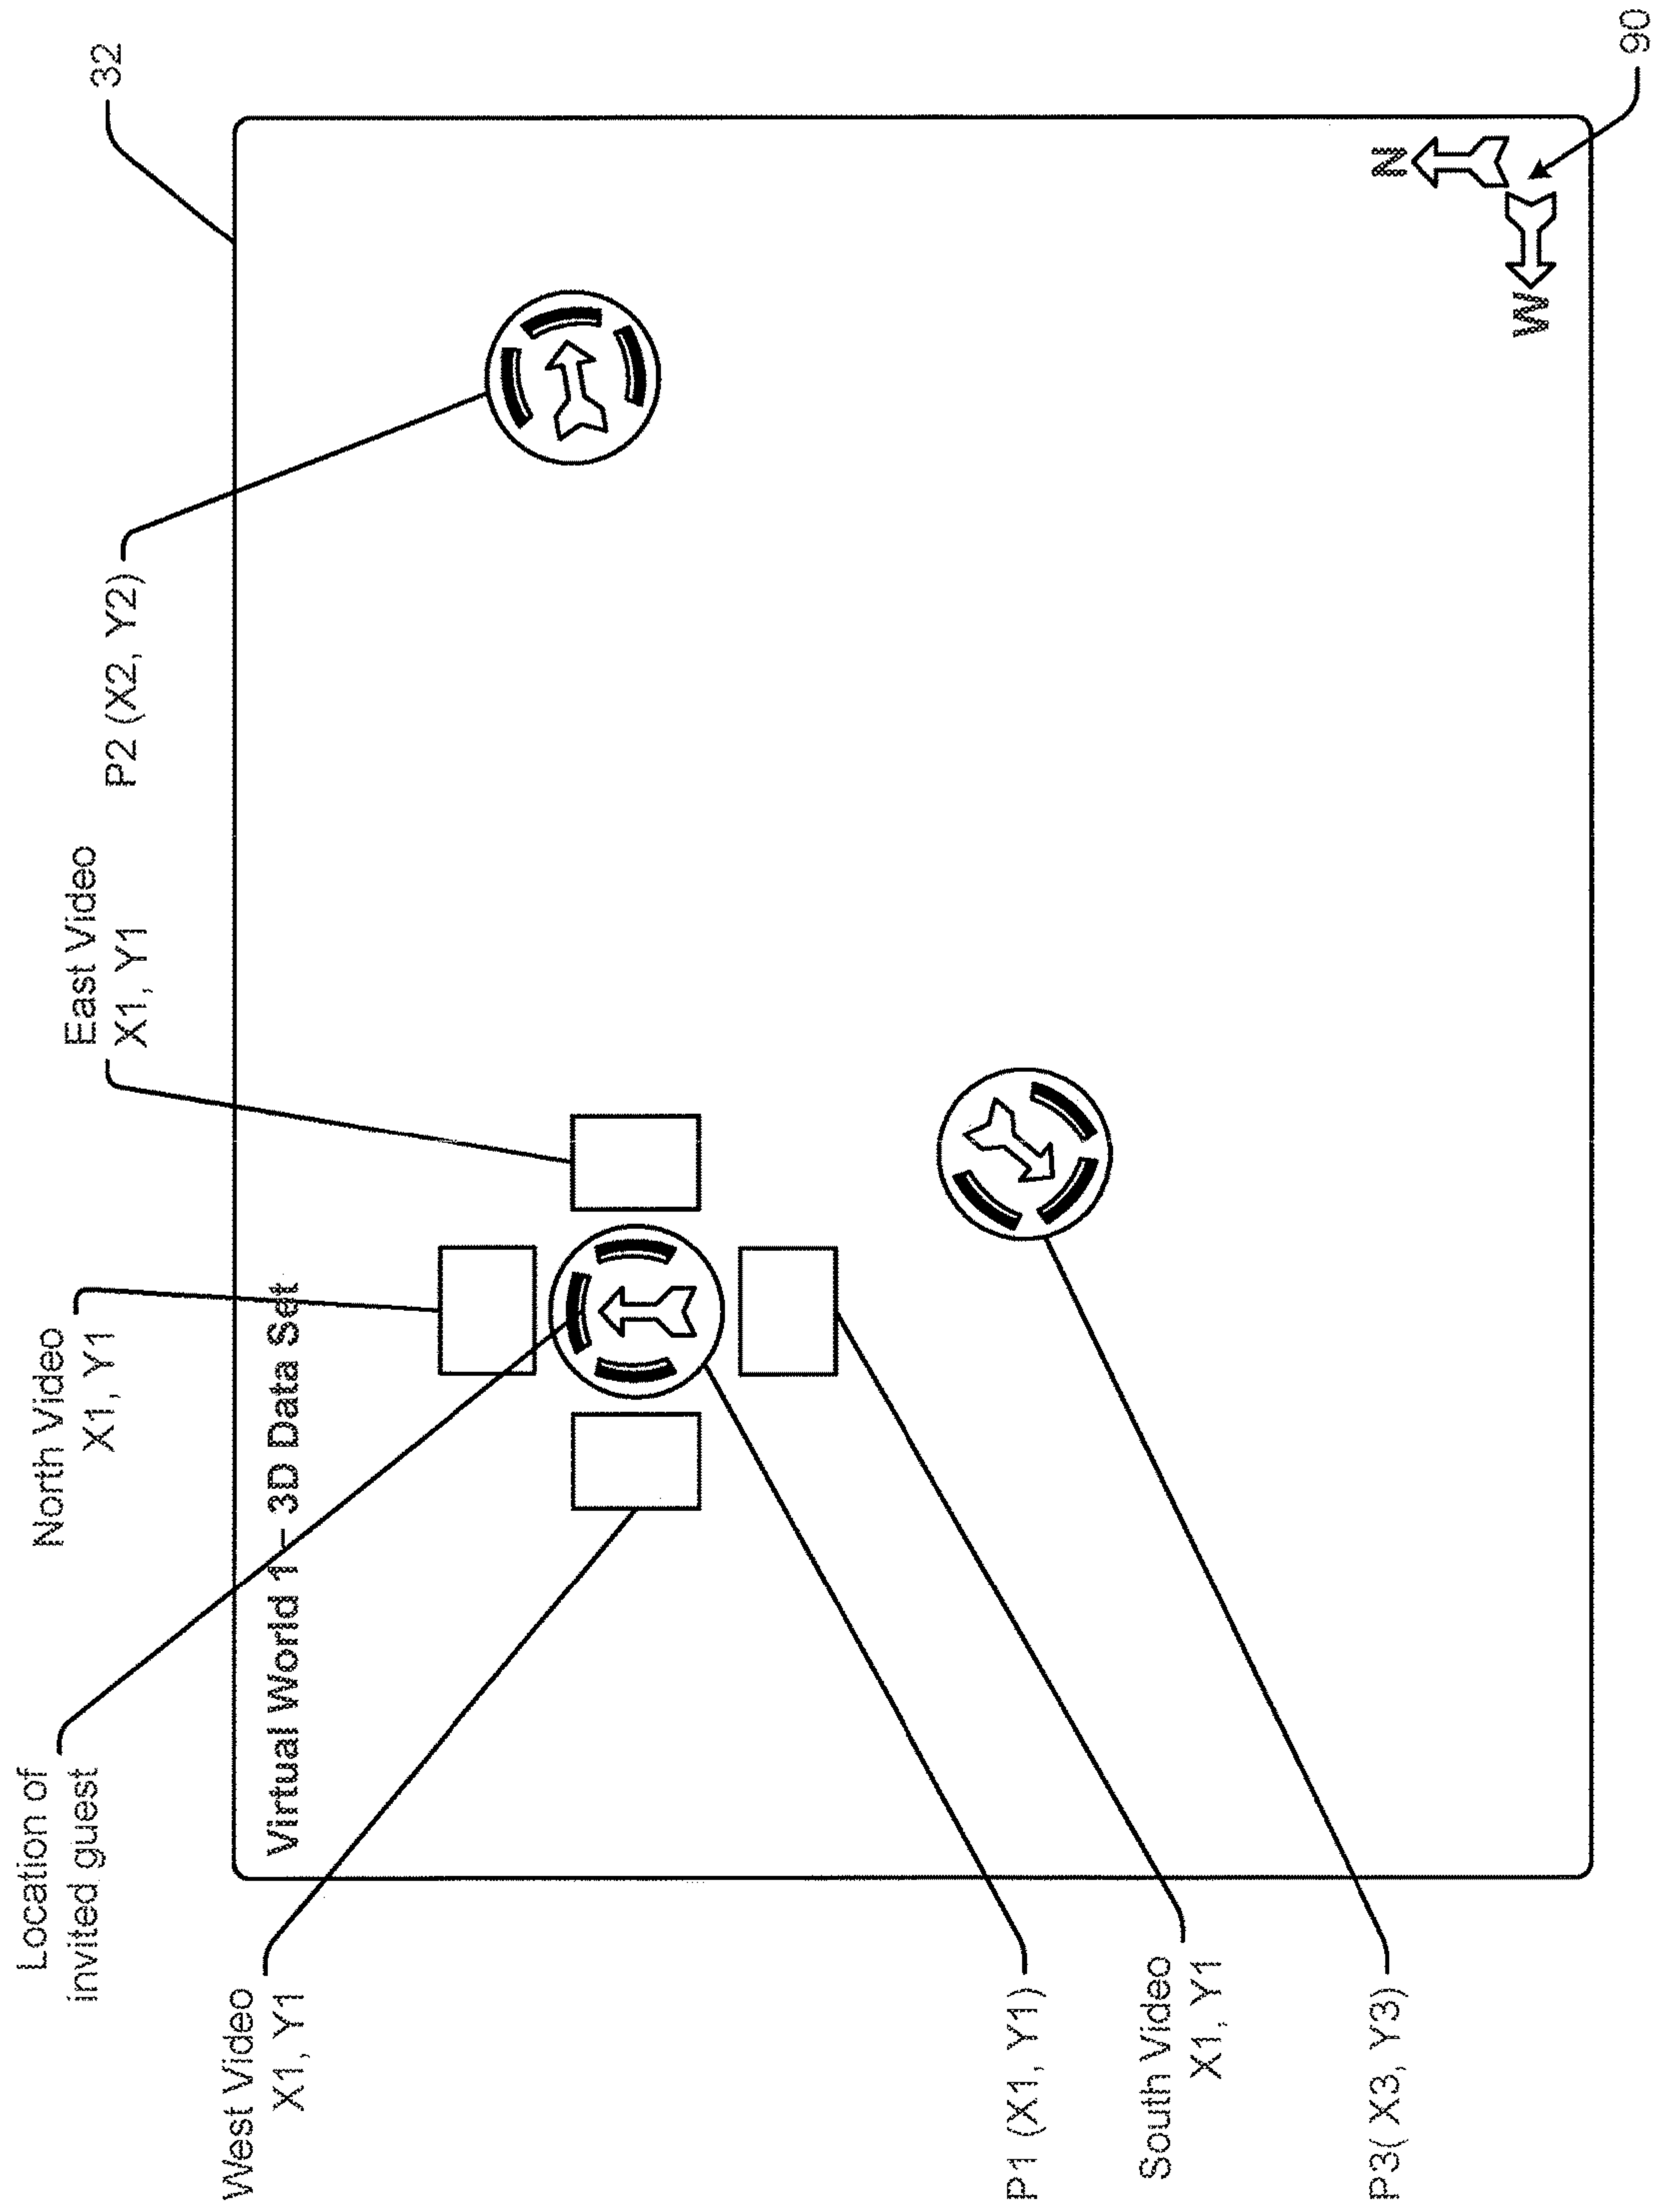 Location of
invited guest
North Video
X1, Y1
East Video
X1, Y1
P2 (X2, Y2)
32
West Video
X1, Y1
Virtual World 1 – 3D Data Set
P1 (X1, Y1)
South Video
X1, Y1
P3( X3, Y3)
N
W
90